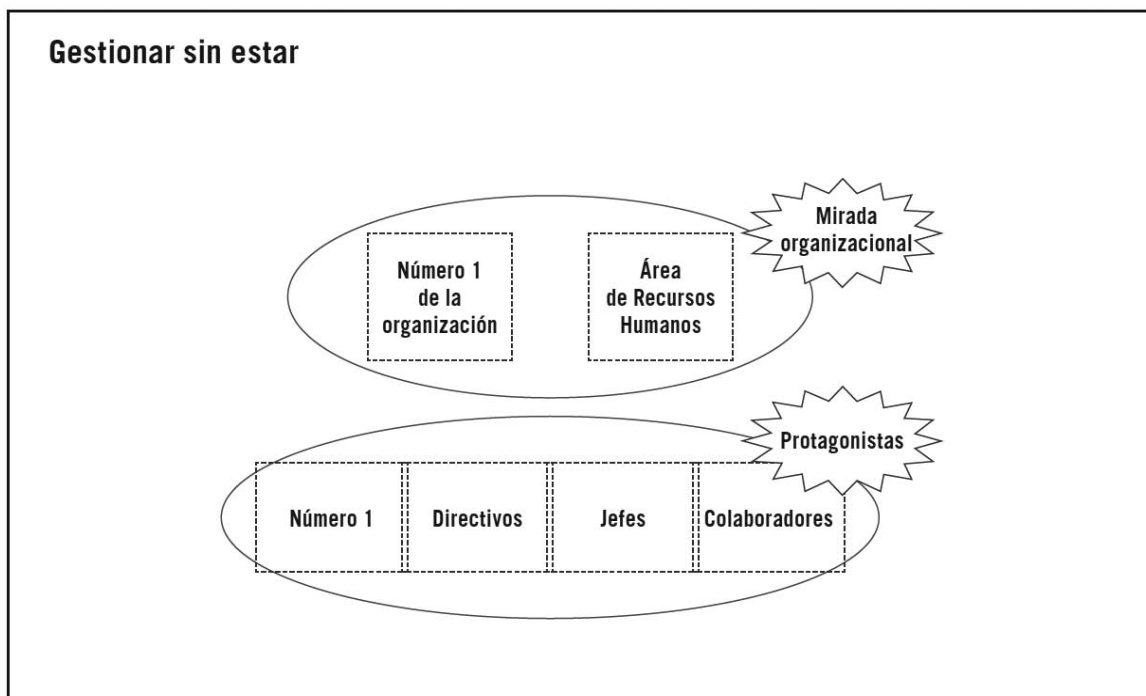 Gestionar sin estar
Mirada
organizacional
Número 1
de la
organización
Área
de Recursos
Humanos
Protagonistas
Número 1
Directivos
Jefes
Colaboradores